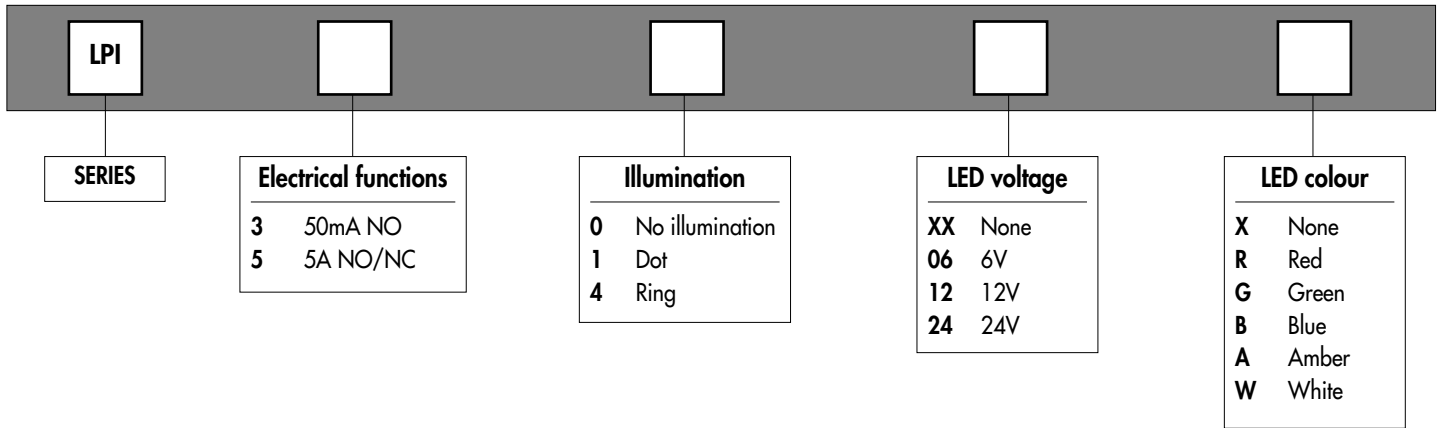 LPI
SERIES
Electrical functions
3 50mA NO
5 5A NO/NC
Illumination
0 No illumination
1 Dot
4 Ring
LED voltage
XX None
06 6V
12 12V
24 24V
LED colour
X None
R Red
G Green
B Blue
A Amber
W White